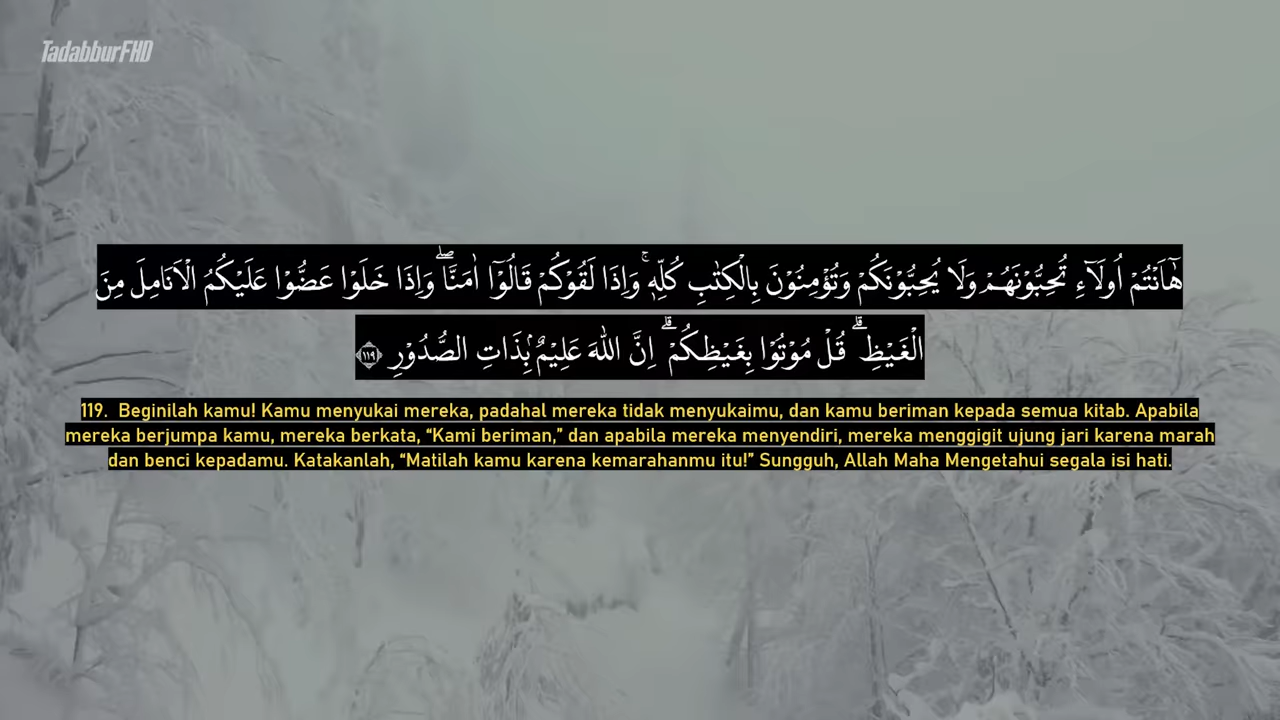 TadabburFHD
هٰٓاَنْتُمْ اُولَاۤءِ تُحِبُّوْنَهُمْ وَلَا يُحِبُّوْنَكُمْ وَتُؤْمِنُوْنَ بِالْكِتٰبِ كُلِّهٖۚ وَاِذَا لَقُوْكُمْ قَالُوْٓا اٰمَنَّاۖ وَاِذَا خَلَوْا عَضُّوْا عَلَيْكُمُ الْاَنَامِلَ مِنَ
الْغَيْظِۗ قُلْ مُوْتُوْا بِغَيْظِكُمْۗ اِنَّ اللّٰهَ عَلِيْمٌ ۢبِذَاتِ الصُّدُوْرِ ١١٩
119. Beginilah kamu! Kamu menyukai mereka, padahal mereka tidak menyukaimu, dan kamu beriman kepada semua kitab. Apabila
mereka berjumpa kamu, mereka berkata, “Kami beriman,” dan apabila mereka menyendiri, mereka menggigit ujung jari karena marah
dan benci kepadamu. Katakanlah, “Matilah kamu karena kemarahanmu itu!” Sungguh, Allah Maha Mengetahui segala isi hati.